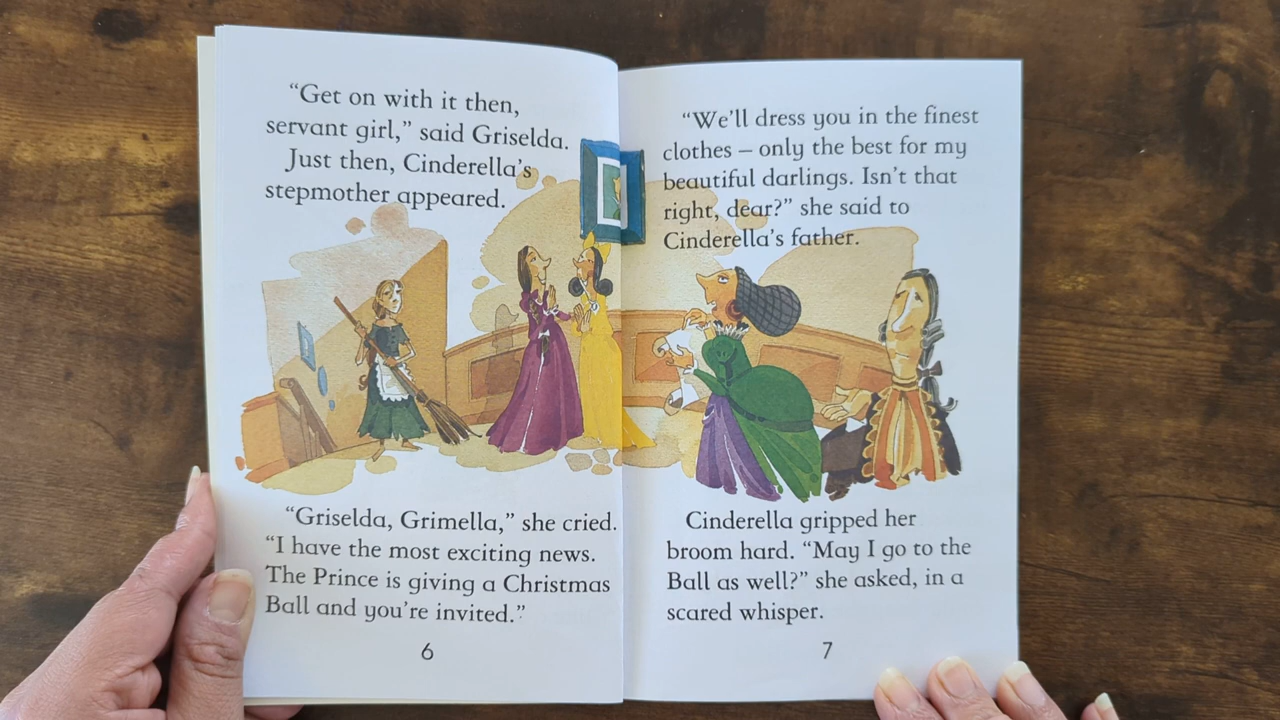 “Get on with it then,
servant girl,” said Griselda.
Just then, Cinderella’s
stepmother appeared.
“Griselda, Grimella,” she cried.
“I have the most exciting news.
The Prince is giving a Christmas
Ball and you’re invited.”
6
“We’ll dress you in the finest
clothes – only the best for my
beautiful darlings. Isn’t that
right, dear?” she said to
Cinderella’s father.
Cinderella gripped her
broom hard. “May I go to the
Ball as well?” she asked, in a
scared whisper.
7